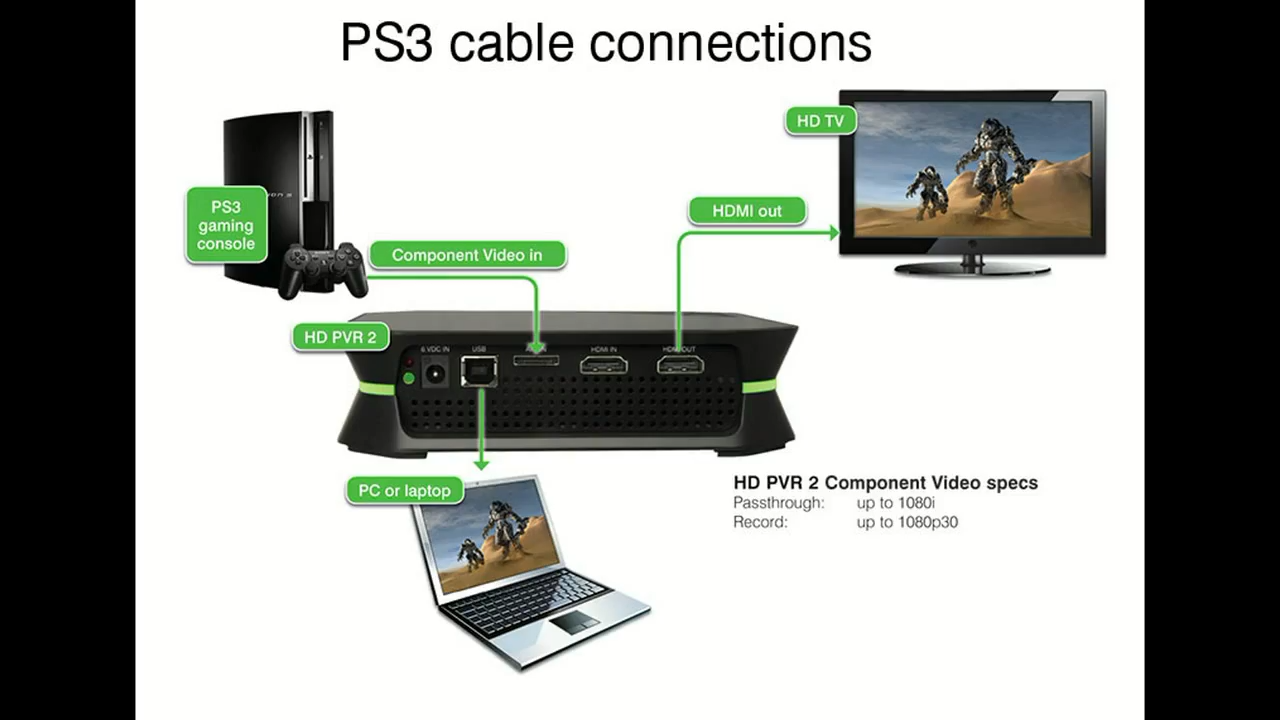 PS3 cable connections
HD TV
PS3
gaming
console
HDMI out
Component Video in
HD PVR 2
6 VDC IN
USB
HDMI IN
HDMI OUT
PC or laptop
HD PVR 2 Component Video specs
Passthrough: up to 1080i
Record: up to 1080p30